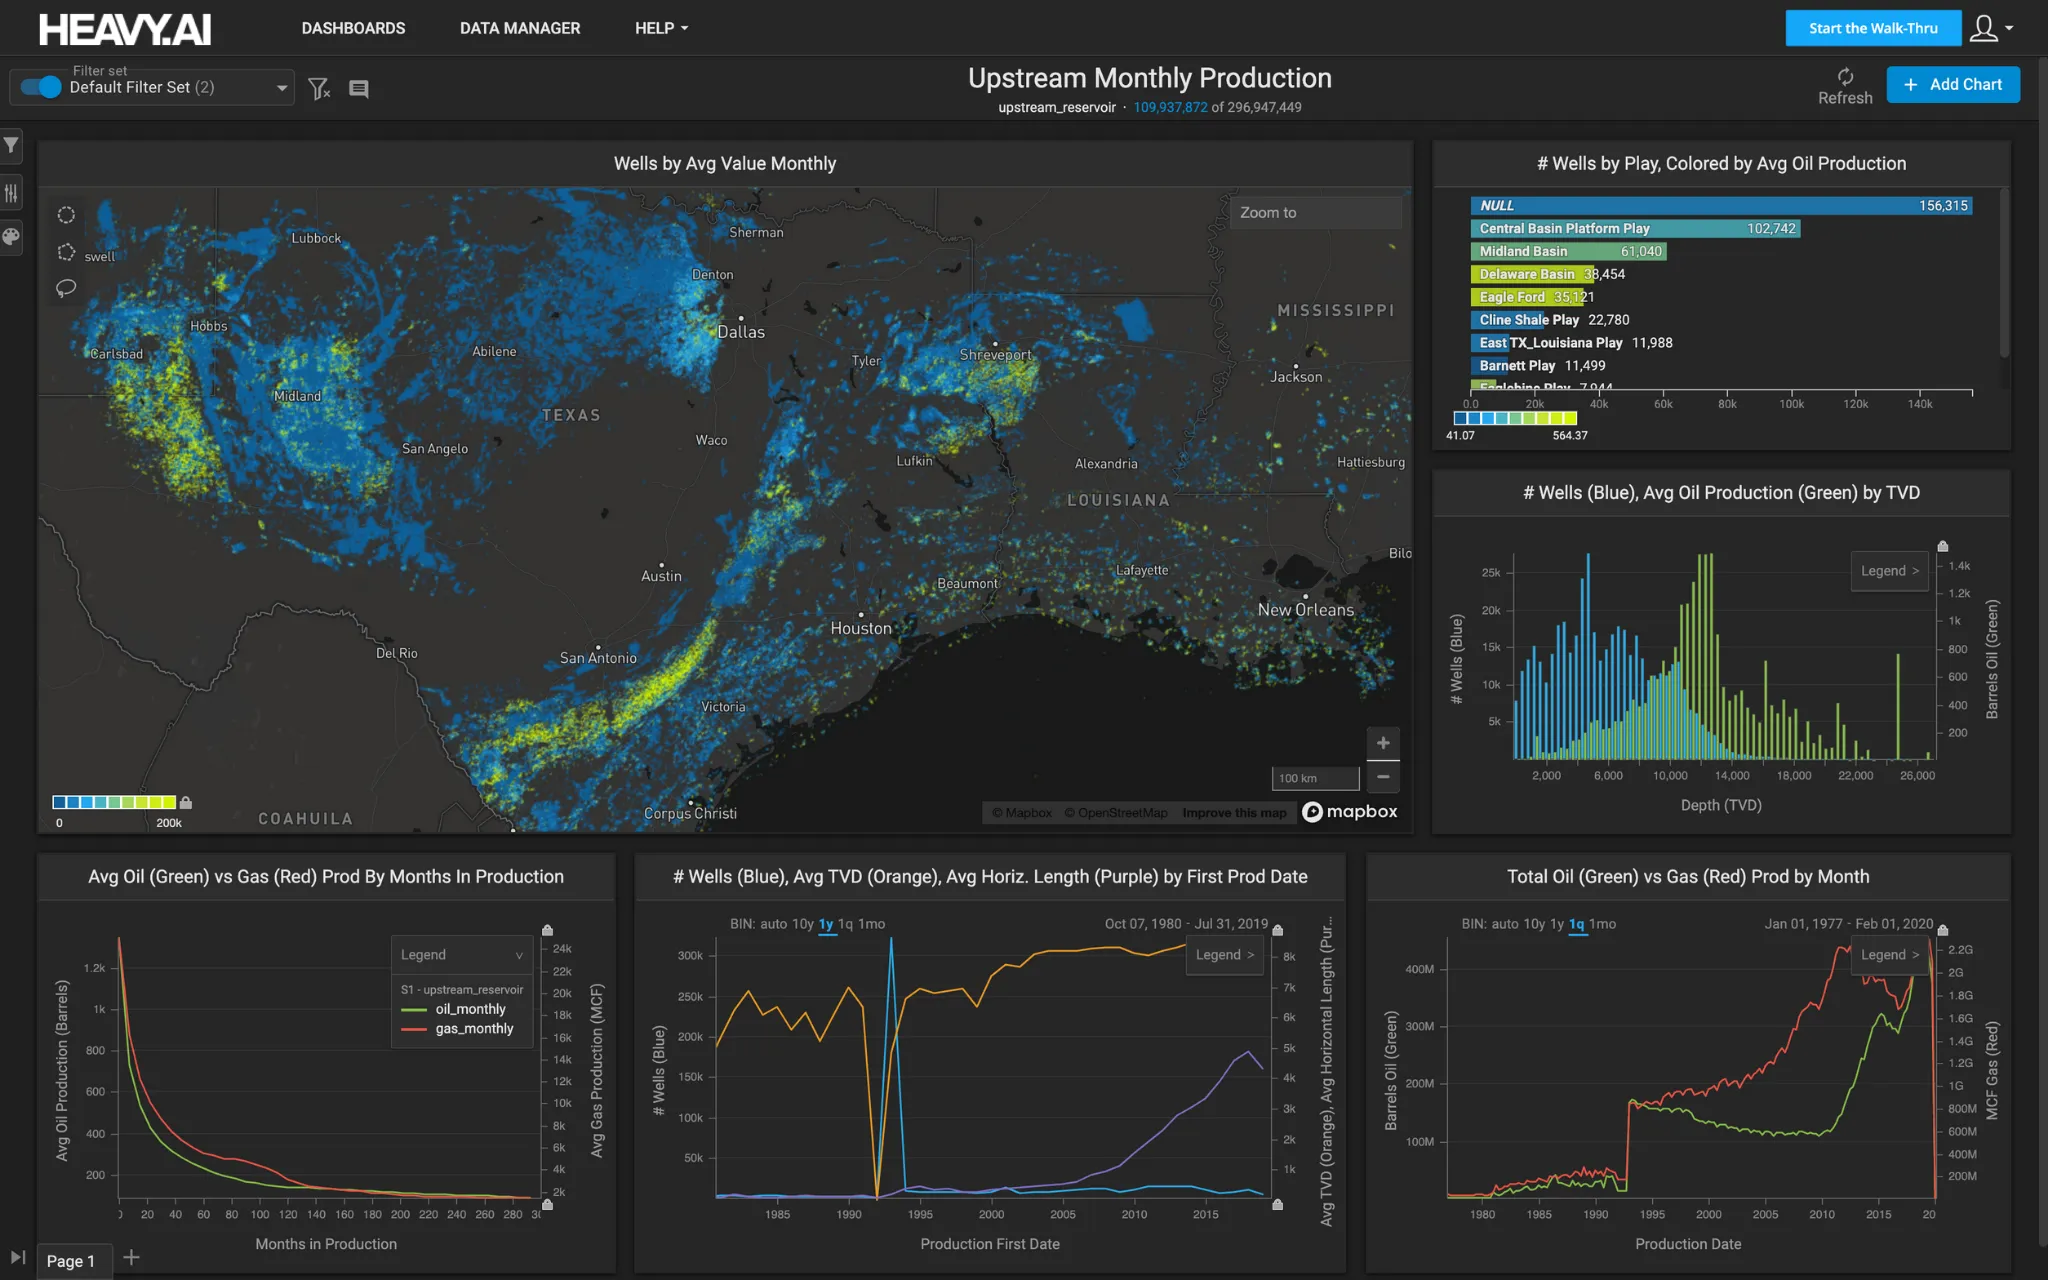 HEAVY.AI
DASHBOARDS
DATA MANAGER
HELP
Start the Walk-Thru
Filter set
Default Filter Set (2)
Upstream Monthly Production
upstream_reservoir · 109,937,872 of 296,947,449
Refresh
+ Add Chart
Wells by Avg Value Monthly
Zoom to
Lubbock
Sherman
swell
Denton
MISSISSIPPI
Hobbs
Dallas
Carlsbad
Abilene
Tyler
Shreveport
Jackson
Midland
TEXAS
Waco
San Angelo
Lufkin
Alexandria
Hattiesburg
LOUISIANA
Bilo
Austin
Beaumont
Lafayette
New Orleans
Houston
Del Rio
San Antonio
Victoria
+
−
100 km
0
200k
COAHUILA
Corpus Christi
© Mapbox © OpenStreetMap Improve this map
mapbox
# Wells by Play, Colored by Avg Oil Production
NULL 156,315
Central Basin Platform Play 102,742
Midland Basin 61,040
Delaware Basin 38,454
Eagle Ford 35,121
Cline Shale Play 22,780
East TX_Louisiana Play 11,988
Barnett Play 11,499
Eaglebine Play 7,944
0.0 20k 40k 60k 80k 100k 120k 140k
41.07 564.37
# Wells (Blue), Avg Oil Production (Green) by TVD
Legend >
# Wells (Blue)
25k
20k
15k
10k
5k
1.4k
1.2k
1k
800
600
400
200
Barrels Oil (Green)
2,000 6,000 10,000 14,000 18,000 22,000 26,000
Depth (TVD)
Avg Oil (Green) vs Gas (Red) Prod By Months In Production
Legend
S1 - upstream_reservoir
oil_monthly
gas_monthly
Avg Oil Production (Barrels)
1.2k
1k
800
600
400
200
24k
22k
20k
18k
16k
14k
12k
10k
8k
6k
4k
2k
Avg Gas Production (MCF)
0 20 40 60 80 100 120 140 160 180 200 220 240 260 280
Months in Production
# Wells (Blue), Avg TVD (Orange), Avg Horiz. Length (Purple) by First Prod Date
BIN: auto 10y 1y 1q 1mo
Oct 07, 1980 - Jul 31, 2019
Legend >
# Wells (Blue)
300k
250k
200k
150k
100k
50k
8k
7k
6k
5k
4k
3k
2k
1k
Avg TVD (Orange), Avg Horizontal Length (Pur...
1985 1990 1995 2000 2005 2010 2015
Production First Date
Total Oil (Green) vs Gas (Red) Prod by Month
BIN: auto 10y 1y 1q 1mo
Jan 01, 1977 - Feb 01, 2020
Legend >
Barrels Oil (Green)
400M
300M
200M
100M
2.2G
2G
1.8G
1.6G
1.4G
1.2G
1G
800M
600M
400M
200M
MCF Gas (Red)
1980 1985 1990 1995 2000 2005 2010 2015 20
Production Date
Page 1
+